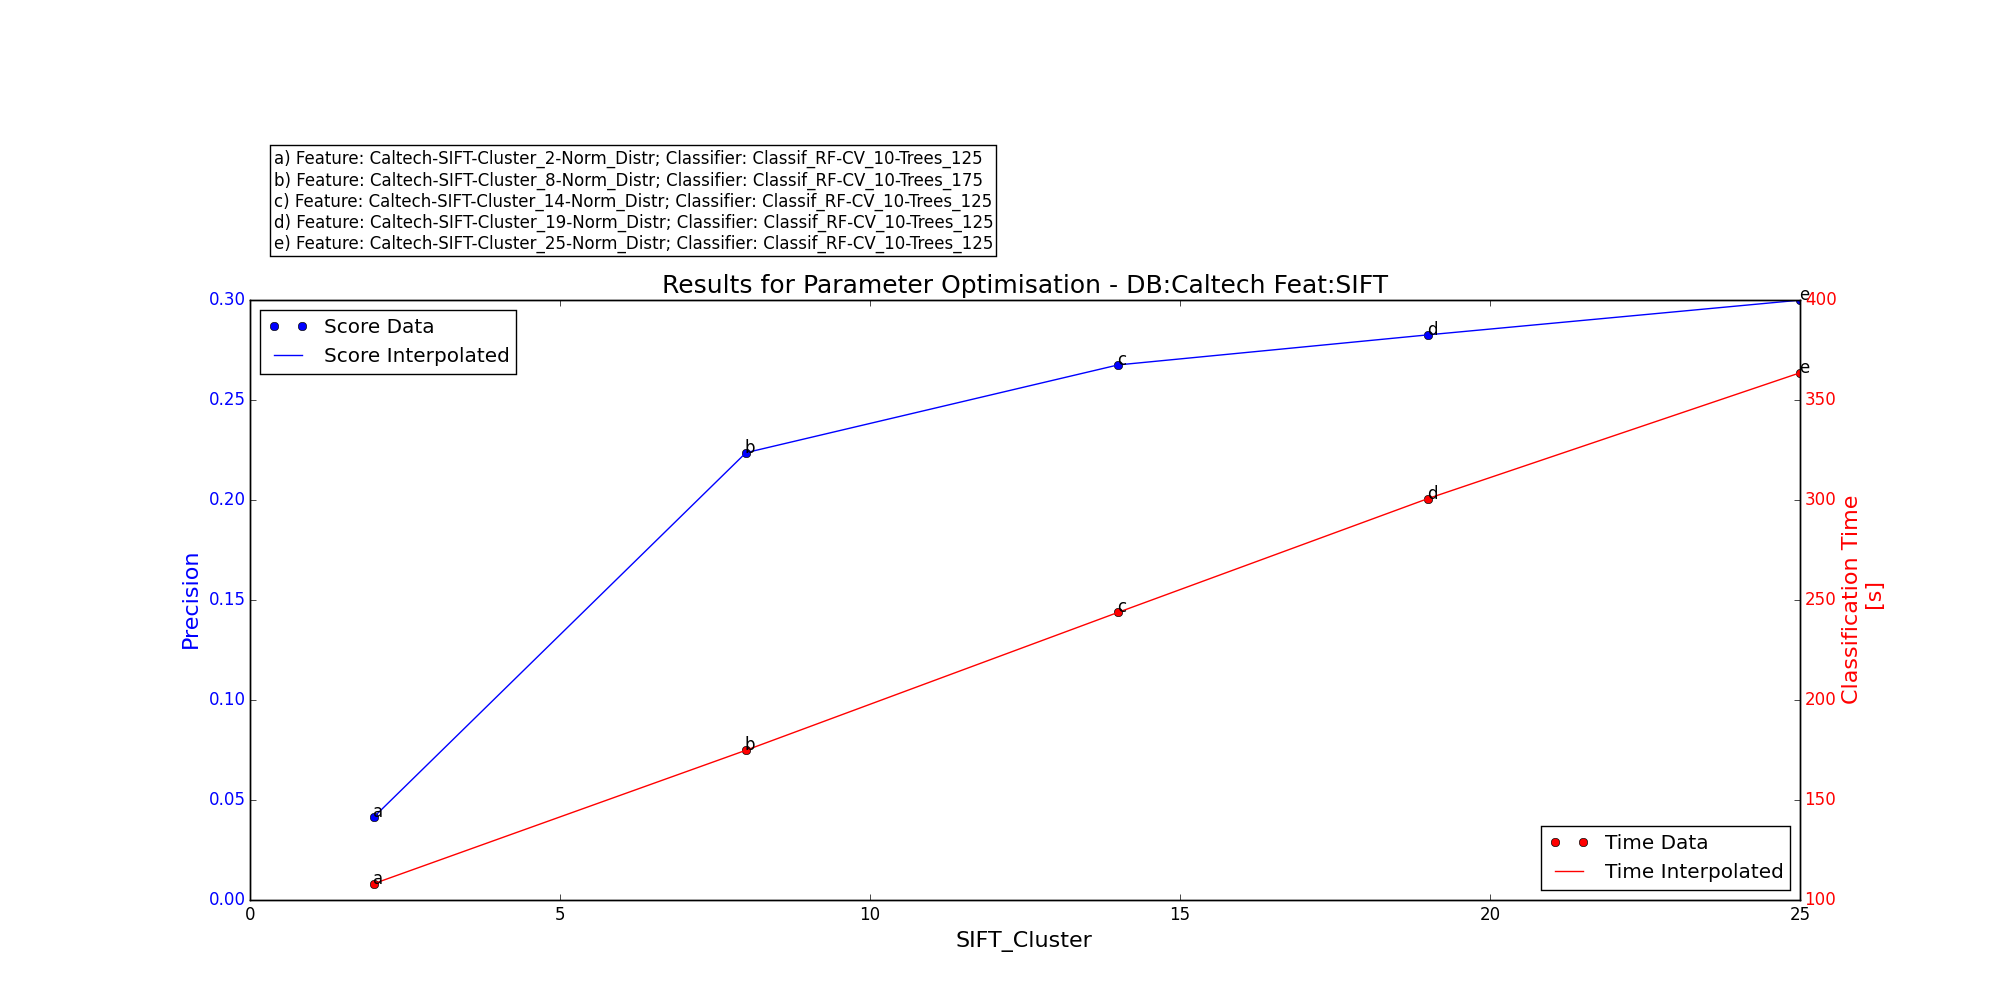 a) Feature: Caltech-SIFT-Cluster_2-Norm_Distr; Classifier: Classif_RF-CV_10-Trees_125
b) Feature: Caltech-SIFT-Cluster_8-Norm_Distr; Classifier: Classif_RF-CV_10-Trees_175
c) Feature: Caltech-SIFT-Cluster_14-Norm_Distr; Classifier: Classif_RF-CV_10-Trees_125
d) Feature: Caltech-SIFT-Cluster_19-Norm_Distr; Classifier: Classif_RF-CV_10-Trees_125
e) Feature: Caltech-SIFT-Cluster_25-Norm_Distr; Classifier: Classif_RF-CV_10-Trees_125
Results for Parameter Optimisation - DB:Caltech Feat:SIFT
Score Data
Score Interpolated
Precision
0.30
0.25
0.20
0.15
0.10
0.05
0.00
a
b
c
d
e
a
b
c
d
e
400
350
300
250
200
150
100
Classification Time
[s]
Time Data
Time Interpolated
0
5
10
15
20
25
SIFT_Cluster